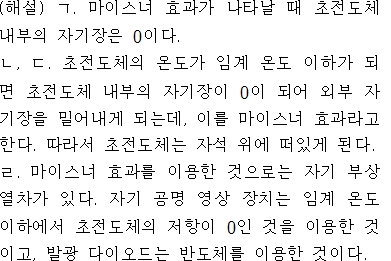 (해설) ㄱ. 마이스너 효과가 나타날 때 초전도체
내부의 자기장은 0이다.
ㄴ, ㄷ. 초전도체의 온도가 임계 온도 이하가 되
면 초전도체 내부의 자기장이 0이 되어 외부 자
기장을 밀어내게 되는데, 이를 마이스너 효과라고
한다. 따라서 초전도체는 자석 위에 떠있게 된다.
ㄹ. 마이스너 효과를 이용한 것으로는 자기 부상
열차가 있다. 자기 공명 영상 장치는 임계 온도
이하에서 초전도체의 저항이 0인 것을 이용한 것
이고, 발광 다이오드는 반도체를 이용한 것이다.